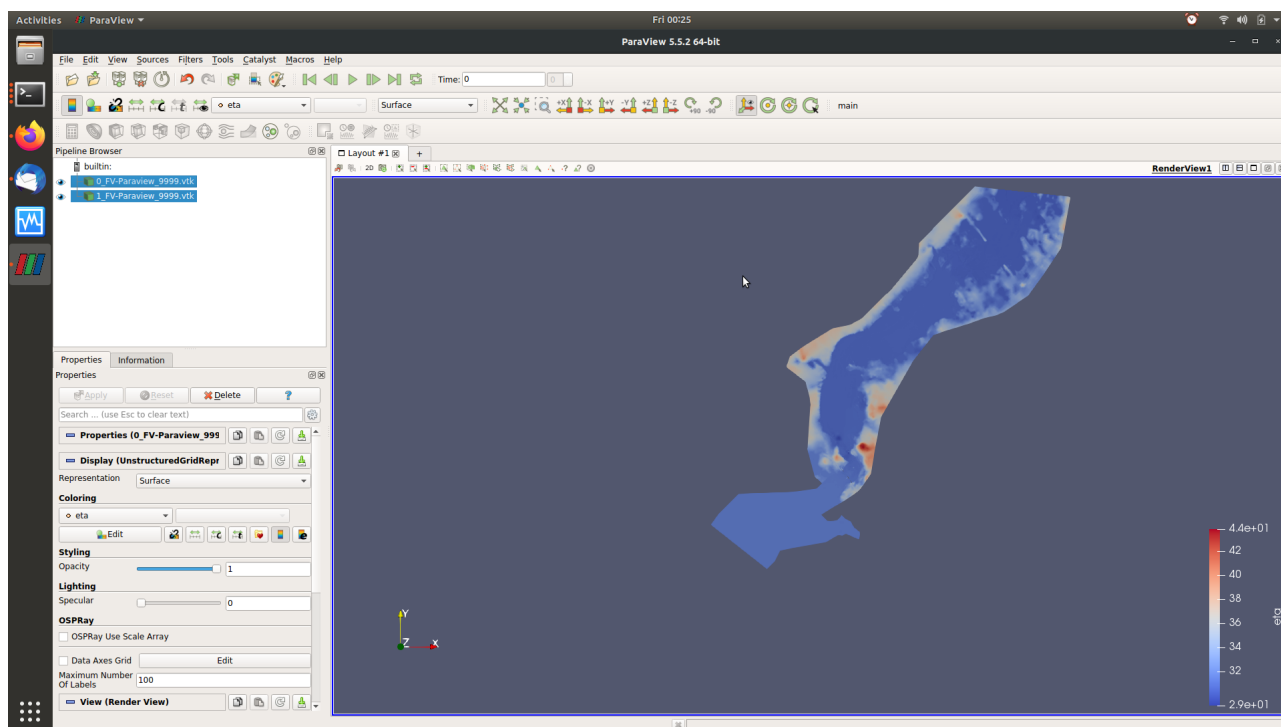 Activities ParaView Fri 00:25
ParaView 5.5.2 64-bit
File Edit View Sources Filters Tools Catalyst Macros Help
Time: 0 0
eta Surface +X -X +Y -Y +Z -Z +90 -90 main
Pipeline Browser
builtin:
0_FV-Paraview_9999.vtk
1_FV-Paraview_9999.vtk
Layout #1 +
2D RenderView1
Properties Information
Properties
Apply Reset Delete ?
Search ... (use Esc to clear text)
Properties (0_FV-Paraview_999
Display (UnstructuredGridRepr
Representation Surface
Coloring
eta
Edit
Styling
Opacity 1
Lighting
Specular 0
OSPRay
OSPRay Use Scale Array
Data Axes Grid Edit
Maximum Number
Of Labels 100
View (Render View)
Y
Z X
4.4e+01
42
40
38
36
34
32
2.9e+01
eta